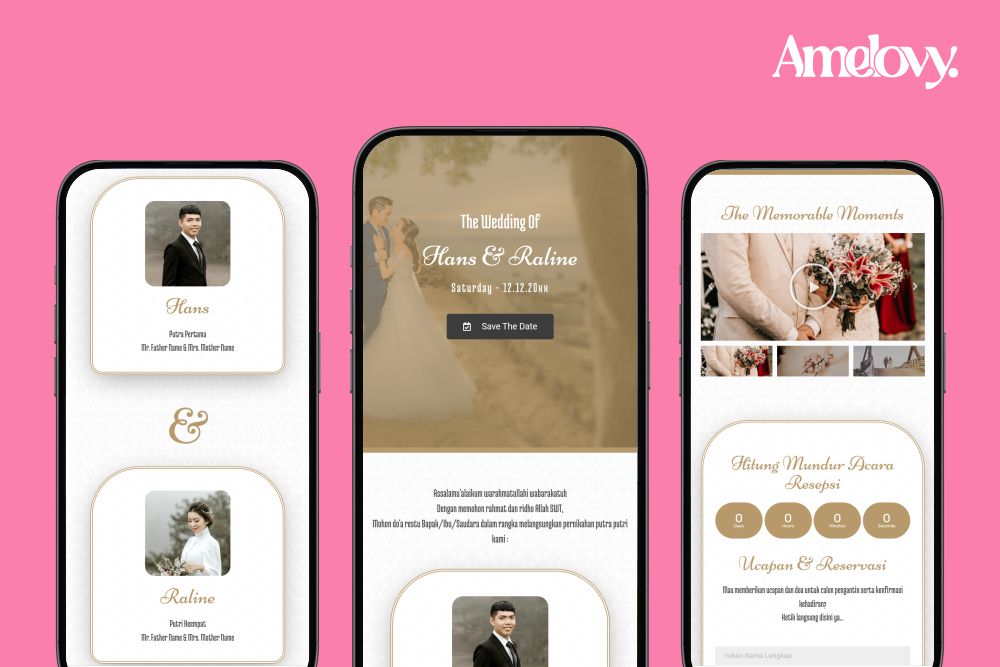 Amelovy.
Hans
Putra Pertama
Mr. Father Name & Mrs. Mother Name
&
Raline
Putri Keempat
Mr. Father Name & Mrs. Mother Name
The Wedding Of
Hans & Raline
Saturday - 12.12.20xx
Save The Date
Assalamu'alaikum warahmatullahi wabarakatuh
Dengan memohon rahmat dan ridho Allah SWT,
Mohon do'a restu Bapak/Ibu/Saudara dalam rangka melangsungkan pernikahan putra putri
kami :
The Memorable Moments
Hitung Mundur Acara
Resepsi
0 0 0 0
Days Hours Minutes Seconds
Ucapan & Reservasi
Mau memberikan ucapan dan doa untuk calon pengantin serta konfirmasi
kehadiran?
Ketik langsung disini ya...
Isikan Nama Lengkap